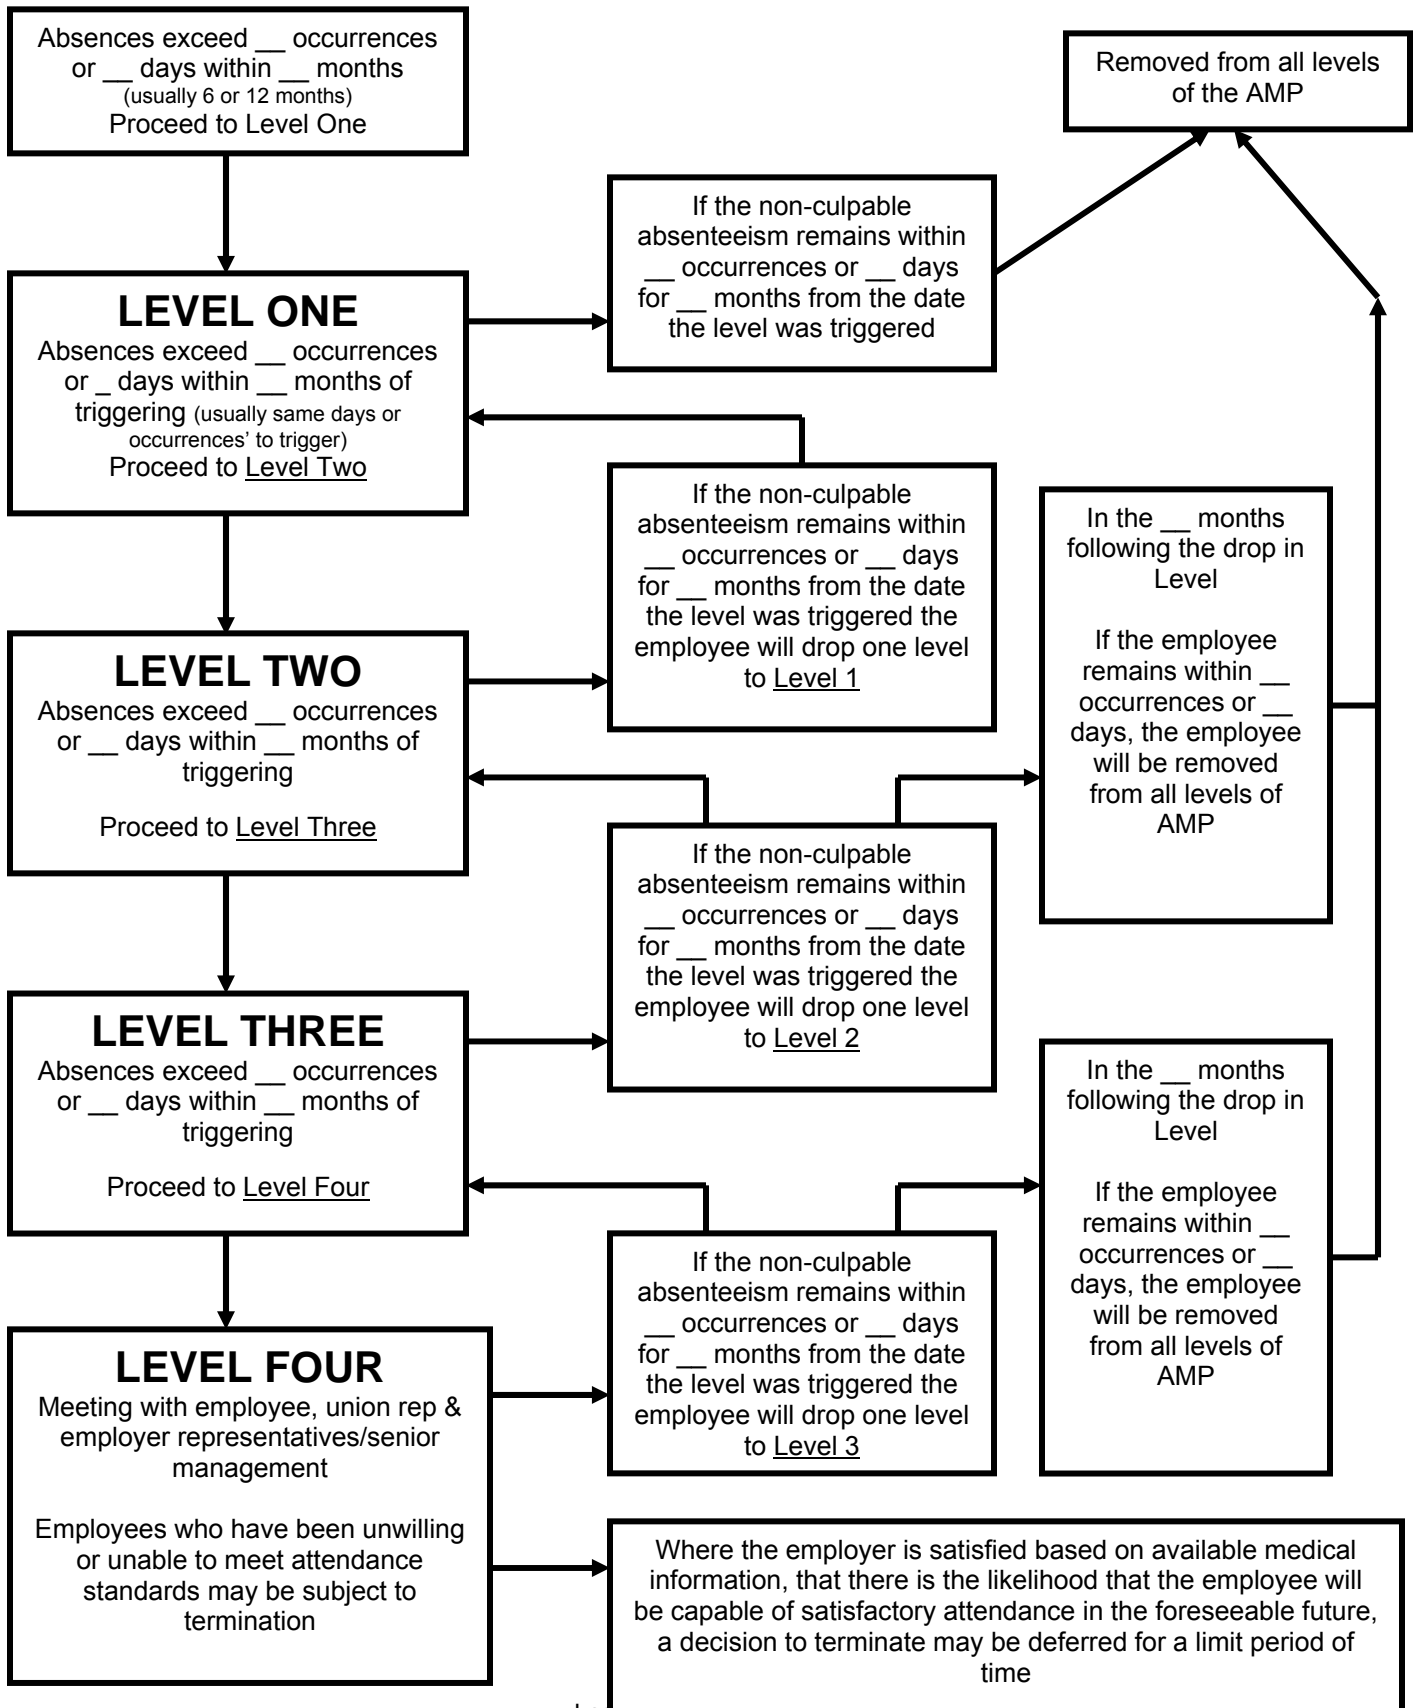 Absences exceed __ occurrences
or __ days within __ months
(usually 6 or 12 months)
Proceed to Level One
Removed from all levels
of the AMP
If the non-culpable
absenteeism remains within
__ occurrences or __ days
for __ months from the date
the level was triggered
LEVEL ONE
Absences exceed __ occurrences
or _ days within __ months of
triggering (usually same days or
occurrences’ to trigger)
Proceed to Level Two
If the non-culpable
absenteeism remains within
__ occurrences or __ days
for __ months from the date
the level was triggered the
employee will drop one level
to Level 1
In the __ months
following the drop in
Level
If the employee
remains within __
occurrences or __
days, the employee
will be removed
from all levels of
AMP
LEVEL TWO
Absences exceed __ occurrences
or __ days within __ months of
triggering
Proceed to Level Three
If the non-culpable
absenteeism remains within
__ occurrences or __ days
for __ months from the date
the level was triggered the
employee will drop one level
to Level 2
LEVEL THREE
Absences exceed __ occurrences
or __ days within __ months of
triggering
Proceed to Level Four
In the __ months
following the drop in
Level
If the employee
remains within __
occurrences or __
days, the employee
will be removed
from all levels of
AMP
If the non-culpable
absenteeism remains within
__ occurrences or __ days
for __ months from the date
the level was triggered the
employee will drop one level
to Level 3
LEVEL FOUR
Meeting with employee, union rep &
employer representatives/senior
management
Employees who have been unwilling
or unable to meet attendance
standards may be subject to
termination
Where the employer is satisfied based on available medical
information, that there is the likelihood that the employee will
be capable of satisfactory attendance in the foreseeable future,
a decision to terminate may be deferred for a limit period of
time